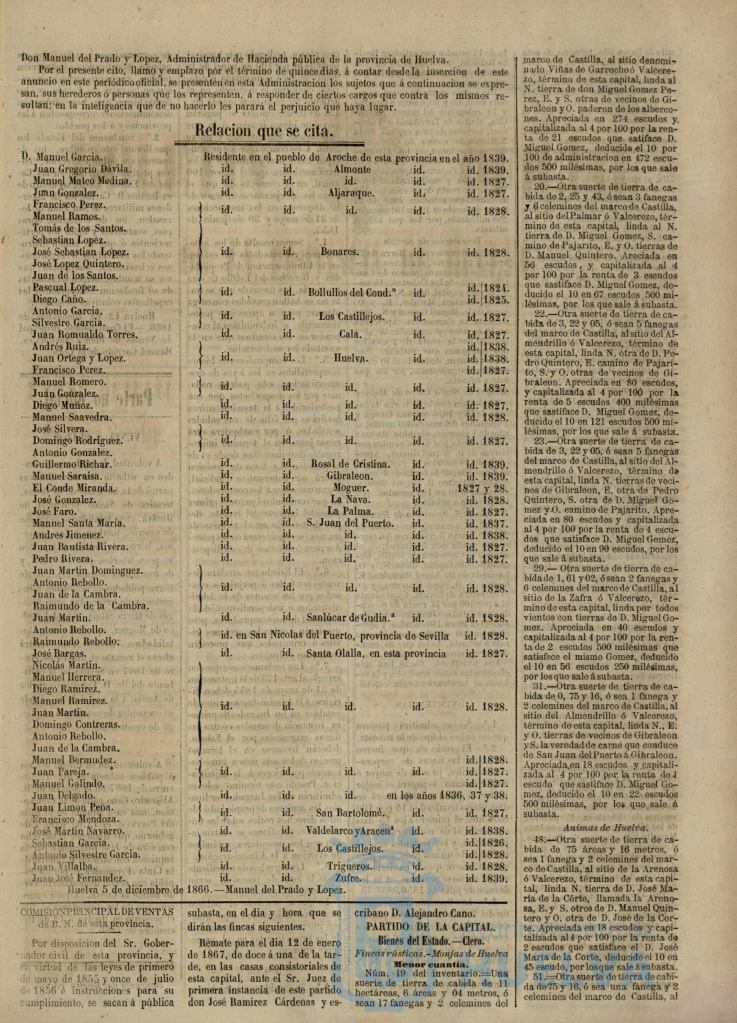 Don Manuel del Prado y Lopez, Administrador de Hacienda pública de la provincia de Huelva.
Por el presente cito, llamo y emplazo por el término de quince dias, á contar desde la insercion de este
anuncio en este periódico oficial, se presenten en esta Administracion los sujetos que á continuacion se expre-
san, sus herederos ó personas que los representen, á responder de ciertos cargos que contra los mismos re-
sultan; en la inteligencia que de no hacerlo les parará el perjuicio que haya lugar.
Relacion que se cita.
D. Manuel Garcia. Residente en el pueblo de Aroche de esta provincia en el año 1839.
Juan Gregorio Dávila. id. id. Almonte id. id. 1839.
Manuel Mateo Medina. id. id. id. id. id. 1827.
Juan Gonzalez. id. id. Aljaraque. id. id. 1827.
Francisco Perez.
Manuel Ramos. id. id. id. id. id. 1828.
Tomás de los Santos.
Sebastian Lopez.
José Sebastian Lopez. id. id. Bonares. id. id. 1828.
José Lopez Quintero.
Juan de los Santos.
Pascual Lopez. id. 1824.
Diego Caño. id. id. Bollullos del Cond.º id. id. 1825.
Antonio Garcia.
Silvestre Garcia. id. id. Los Castillejos. id. id. 1827.
Juan Romualdo Torres. id. id. Cala. id. id. 1827.
Andrés Ruiz. id. 1838.
Juan Ortega y Lopez. id. id. Huelva. id. id. 1838.
Francisco Perez. id. 1827.
Manuel Romero.
Juan Gonzalez. id. id. id. id. id. 1827.
Diego Muñoz. id. id. id. id. id. 1827.
Manuel Saavedra. id. id. id. id. id. 1828.
José Silvera.
Domingo Rodriguez. id. id. id. id. id. 1827.
Antonio Gonzalez.
Guillermo Richar. id. id. Rosal de Cristina. id. id. 1839.
Manuel Saraisa. id. id. Gibraleon. id. id. 1839.
El Conde Miranda. id. id. Moguer. id. 1827 y 28.
José Gonzalez. id. id. La Nava. id. id. 1828.
José Faro. id. id. La Palma. id. id. 1827.
Manuel Santa María. id. id. S. Juan del Puerto. id. id. 1837.
Andres Jimenez. id. id. id. id. id. 1838.
Juan Bautista Rivera. id. id. id. id. id. 1827.
Pedro Rivera. id. id. id. id. id. 1827.
Juan Martin Dominguez.
Antonio Rebollo.
Juan de la Cambra. id. id. id. id. id. 1828.
Raimundo de la Cambra.
Juan Martin. id. id. Sanlúcar de Gudia.ª id. id. 1828.
Antonio Rebollo.
Raimundo Rebollo. id. en San Nicolas del Puerto, provincia de Sevilla id. 1828.
José Bargas. id. id. Santa Olalla, en esta provincia id. 1827.
Nicolás Martin.
Manuel Herrera.
Diego Ramirez.
Manuel Ramirez.
Juan Martin. id. id. id. id. id. 1828.
Domingo Contreras.
Antonio Rebollo.
Juan de la Cambra.
Manuel Bermudez. id. 1828.
Juan Pareja. id. id. id. id. id. 1827.
Manuel Galindo. id. 1827.
Juan Delgado. id. id. id. en los años 1836, 37 y 38.
Juan Limon Peña.
Francisco Mendoza. id. id. San Bartolomé. id. id. 1827.
José Martin Navarro. id. id. Valdelarco y Aracenª id. id. 1838.
Sebastian Garcia. id. 1826.
Antonio Silvestre Garcia. id. id. Los Castillejos. id. id. 1828.
Juan Villalba. id. id. Trigueros. id. id. 1828.
Juan José Fernandez. id. id. Zufre. id. id. 1839.
Huelva 5 de diciembre de 1866.—Manuel del Prado y Lopez.
COMISION PRINCIPAL DE VENTAS
de B. N. de esta provincia.
Por disposicion del Sr. Gober-
nador civil de esta provincia, y
en virtud de las leyes de primero
de mayo de 1855 y once de julio
de 1856 é instrucciones para su
cumplimiento, se sacan á pública
subasta, en el dia y hora que se
dirán las fincas siguientes.
Remate para el dia 12 de enero
de 1867, de doce á una de la tar-
de, en las casas consistoriales de
esta capital, ante el Sr. Juez de
primera instancia de este partido
don José Ramirez Cárdenas y es-
cribano D. Alejandro Cano.
PARTIDO DE LA CAPITAL.
Bienes del Estado.—Clero.
Fincas rústicas.—Monjas de Huelva
Menor cuantía.
Núm. 19 del inventario.—Una
suerte de tierra de cabida de 11
hectáreas, 6 áreas y 04 metros, ó
sean 17 fanegas y 2 celemines del
marco de Castilla, al sitio denomi-
nado Viñas de Garrocho ó Valcere-
zo, término de esta capital, linda al
N. tierra de don Miguel Gomez Pe-
rez, E. y S. otras de vecinos de Gi-
braleon y O. paderon de los alberco-
nes. Apreciada en 274 escudos y
capitalizada al 4 por 100 por la ren-
ta de 21 escudos que satiface D.
Miguel Gomez, deducido el 10 por
100 de administracion en 472 escu-
dos 500 milésimas, por los que sale
á subasta.
20.—Otra suerte de tierra de ca-
bida de 2, 25 y 43, ó sean 3 fanegas
y 6 celemines del marco de Castilla,
al sitio del Palmar ó Valcerezo, tér-
mino de esta capital, linda al N.
tierra de D. Miguel Gomez, S. ca-
mino de Pajarito, E. y O. tierras de
D. Manuel Quintero. Areciada en
56 escudos, y capitalizada al 4
por 100 por la renta de 3 escudos
que sastiface D. Miguel Gomez, de-
ducido el 10 en 67 escudos 500 mi-
lésimas, por los que sale á subasta.
22.—Otra suerte de tierra de ca-
bida de 3, 22 y 05, ó sean 5 fanegas
del marco de Castilla, al sitio del Al-
mendrillo ó Valcerezo, término de
esta capital, linda N. otra de D. Pe-
dro Quintero, E. camino de Pajari-
to, S. y O. otras de vecinos de Gi-
braleon. Apreciada en 80 escudos,
y capitalizada al 4 por 100 por la
renta de 5 escudos 400 milésimas
que sastiface D. Miguel Gomez, de-
ducido el 10 en 121 escudos 500 mi-
lésimas, por los que sale á subasta.
23.—Otra suerte de tierra de ca-
bida de 3, 22 y 05; ó sean 5 fanegas
del marco de Castilla, al sitio del Al-
mendrillo ó Valcerezo, término de
esta capital, linda N. tierras de veci-
nos de Gibraleon, E, otra de Pedro
Quintero, S. otra de D. Miguel Go-
mez y O. camino de Pajarito. Apre-
ciada en 80 escudos y capitalizada
al 4 por 100 por la renta de 4 escu-
dos que satisface D. Miguel Gomez,
deducido el 10 en 90 escudos, por los
que sale á subasta.
29.— Otra suerte de tierra de ca-
bida de 1, 61 y 02, ó sean 2 fanegas y
6 celemines del marco de Castilla, al
sitio de la Zafra ó Valcerezo, tér-
mino de esta capital, linda por todos
vientos con tierras de D. Miguel Go-
mez. Apreciada en 40 escudos y
capitalizada al 4 por 100 por la ren-
ta de 2 escudos 500 milésimas que
satisfece el mismo Gomez, deducido
el 10 en 56 escudos 250 milésimas,
por los que sale á subasta.
31.—Otra suerte de tierra de ca-
bida de 0, 75 y 16, ó sea 1 fanega y
2 celemines del marco de Castilla, al
sitio del Almendrillo ó Valcerezo,
término de esta capital, linda N., E.
y O. tierras de vecinos de Gibraleon
y S. la veredad de carne que conduce
de San Juan del Puerto á Gibraleon.
Apreciada en 18 escudos y capitali-
zada al 4 por 100 por la renta de 1
escudo que sastiface D. Miguel Go-
mez, deducido el 10 en 22 escudos
500 milésimas, por los que sale á
subasta.
Animas de Huelva.
48.—Otra suerte de tierra de ca-
bida de 75 áreas y 16 metros, ó
sea 1 fanega y 2 celemines del mar-
co de Castilla, al sitio de la Arenosa
ó Valcerezo, término de esta capi-
tal, linda N. tierra de D. José Ma-
ría de la Córte, llamada la Areno-
sa, E. y S. otros de D. Manuel Quin-
tero y O. otra de D. José de la Cor-
te. Apreciada en 18 escudos y capi-
talizada al 4 por 100 por la renta de
2 escudos que satisface el D. José
María de la Corte, deducido el 10 en
45 escudo, por los que sale á subasta.
51.—Otra suerte de tierra de cabi-
da de 75 y 16, ó sea una fanega y 2
celemines del marco de Castilla, al